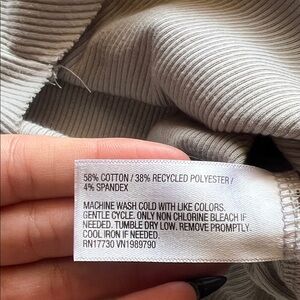 58% COTTON / 38% RECYCLED POLYESTER /
4% SPANDEX
MACHINE WASH COLD WITH LIKE COLORS.
GENTLE CYCLE. ONLY NON CHLORINE BLEACH IF
NEEDED. TUMBLE DRY LOW. REMOVE PROMPTLY.
COOL IRON IF NEEDED.
RN17730 VN1989790